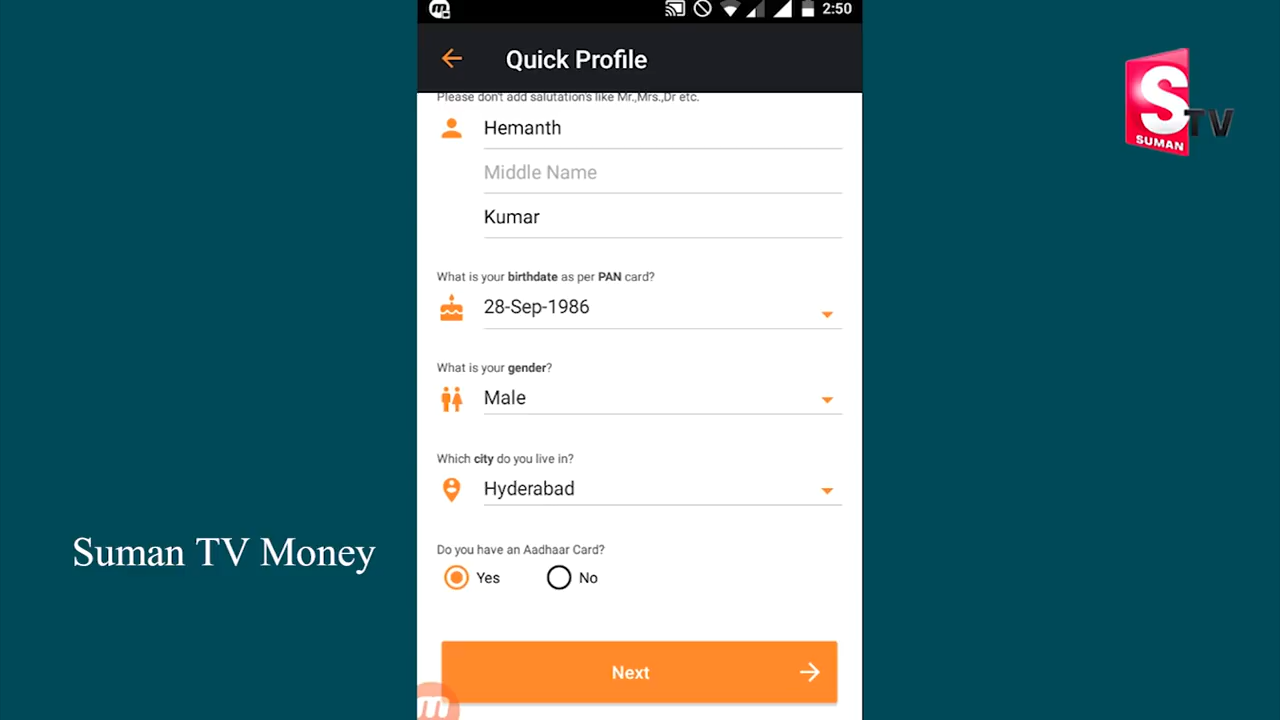 2:50
Quick Profile
Please don't add salutation's like Mr.,Mrs.,Dr etc.
Hemanth
Middle Name
Kumar
What is your birthdate as per PAN card?
28-Sep-1986
What is your gender?
Male
Which city do you live in?
Hyderabad
Do you have an Aadhaar Card?
Yes No
Next
S TV
SUMAN
Suman TV Money